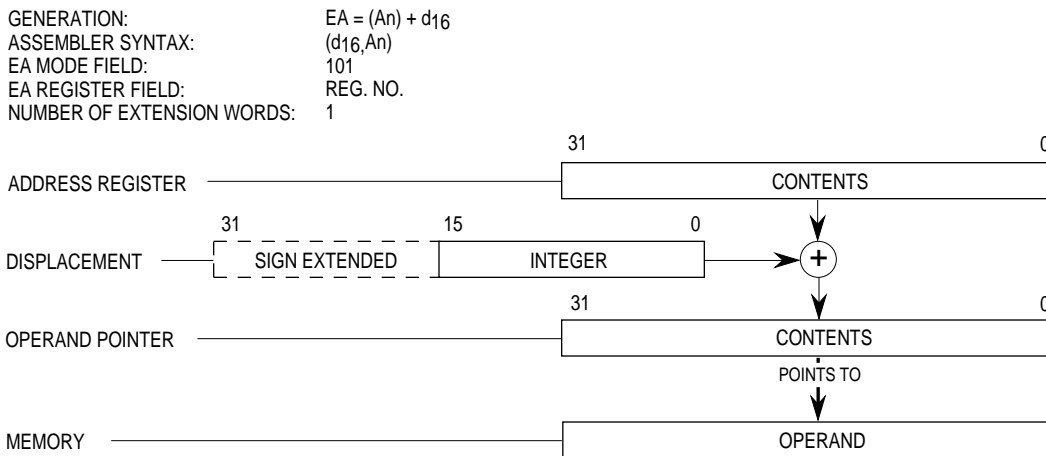 GENERATION: EA = (An) + d16
ASSEMBLER SYNTAX: (d16,An)
EA MODE FIELD: 101
EA REGISTER FIELD: REG. NO.
NUMBER OF EXTENSION WORDS: 1
31 0
ADDRESS REGISTER CONTENTS
31 15 0
DISPLACEMENT SIGN EXTENDED INTEGER +
31 0
OPERAND POINTER CONTENTS
POINTS TO
MEMORY OPERAND